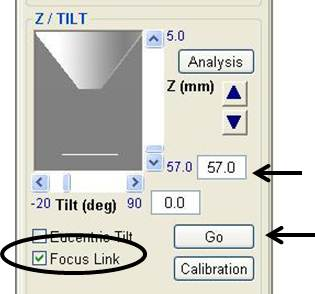 Z / TILT
5.0
Analysis
Z (mm)
57.0 57.0
-20 Tilt (deg) 90 0.0
Eucentric Tilt Go
Focus Link
Calibration